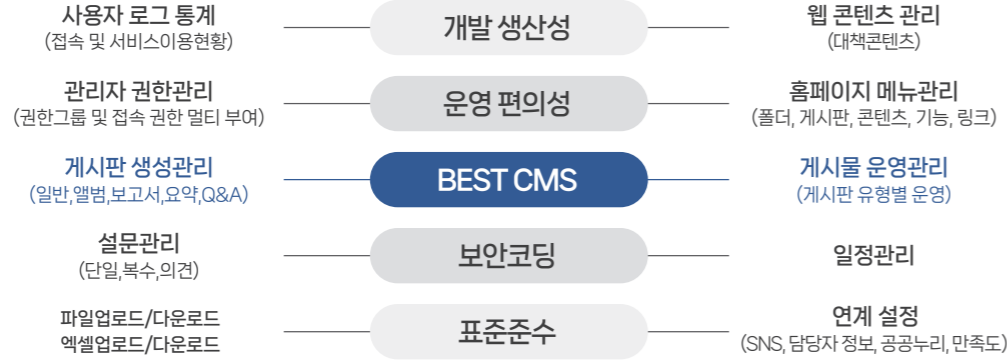 사용자 로그 통계
(접속 및 서비스이용현황)
개발 생산성
웹 콘텐츠 관리
(대책콘텐츠)
관리자 권한관리
(권한그룹 및 접속 권한 멀티 부여)
운영 편의성
홈페이지 메뉴관리
(폴더, 게시판, 콘텐츠, 기능, 링크)
게시판 생성관리
(일반,앨범,보고서,요약,Q&A)
BEST CMS
게시물 운영관리
(게시판 유형별 운영)
설문관리
(단일,복수,의견)
보안코딩
일정관리
파일업로드/다운로드
엑셀업로드/다운로드
표준준수
연계 설정
(SNS, 담당자 정보, 공공누리, 만족도)